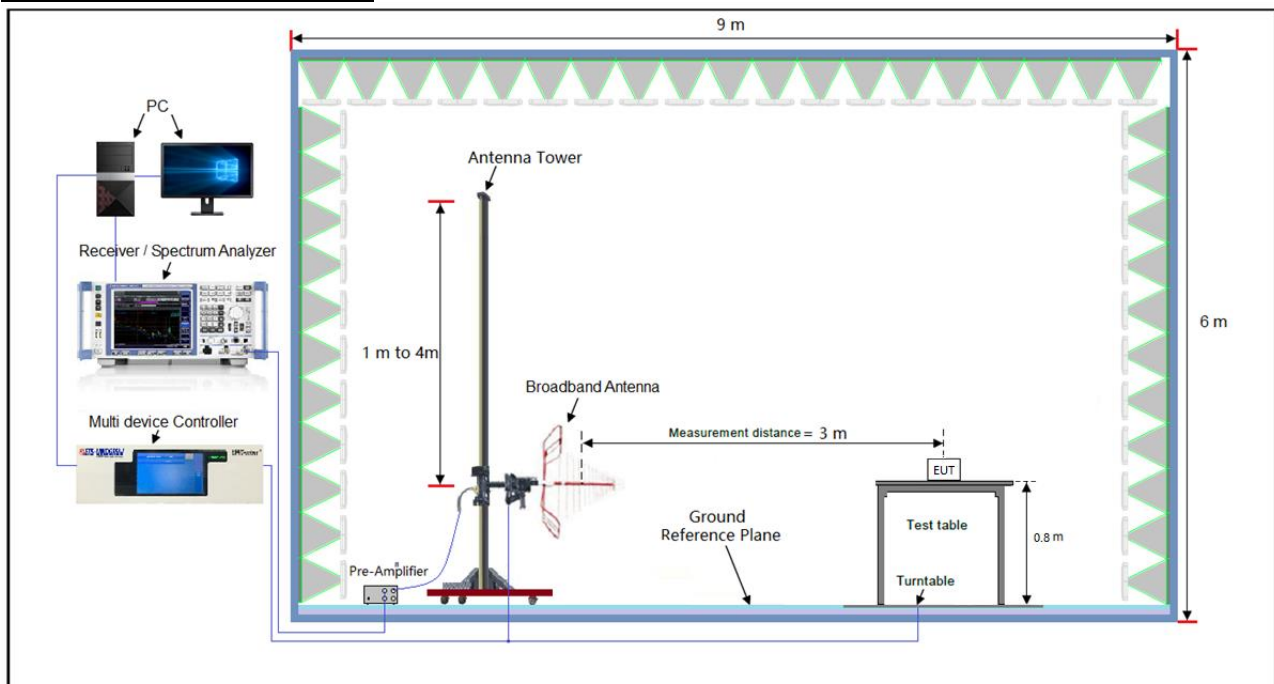 9 m
PC
Antenna Tower
Receiver / Spectrum Analyzer
6 m
1 m to 4m
Broadband Antenna
Multi device Controller
Measurement distance = 3 m
EUT
Ground
Reference Plane
Test table
0.8 m
Pre-Amplifier
Turntable